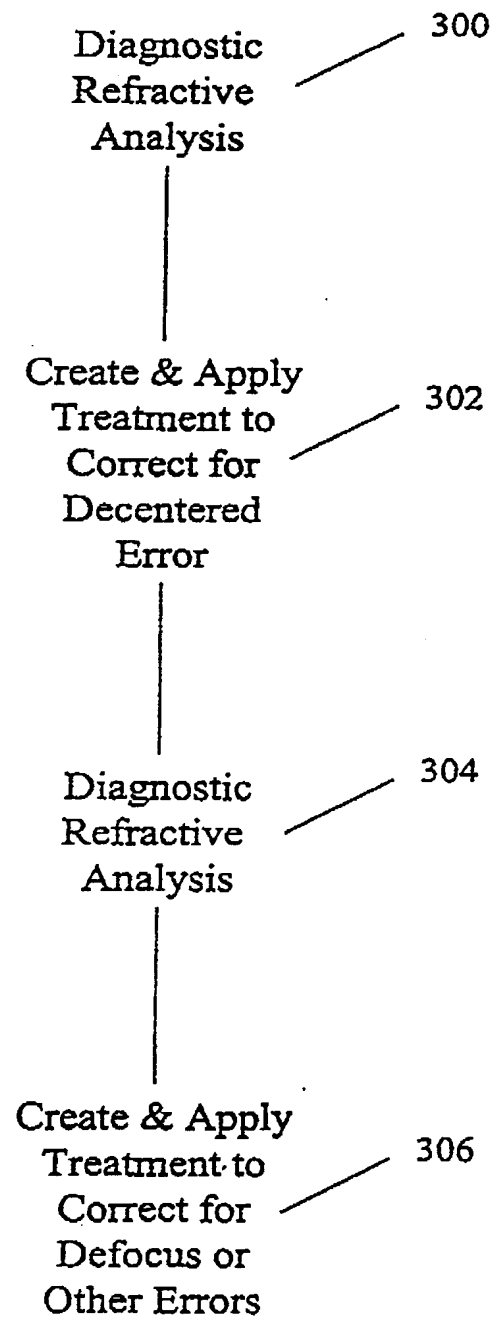 Diagnostic
300
Refractive
Analysis
Create & Apply
302
Treatment to
Correct for
Decentered
Error
Diagnostic
304
Refractive
Analysis
Create & Apply
306
Treatment to
Correct for
Defocus or
Other Errors